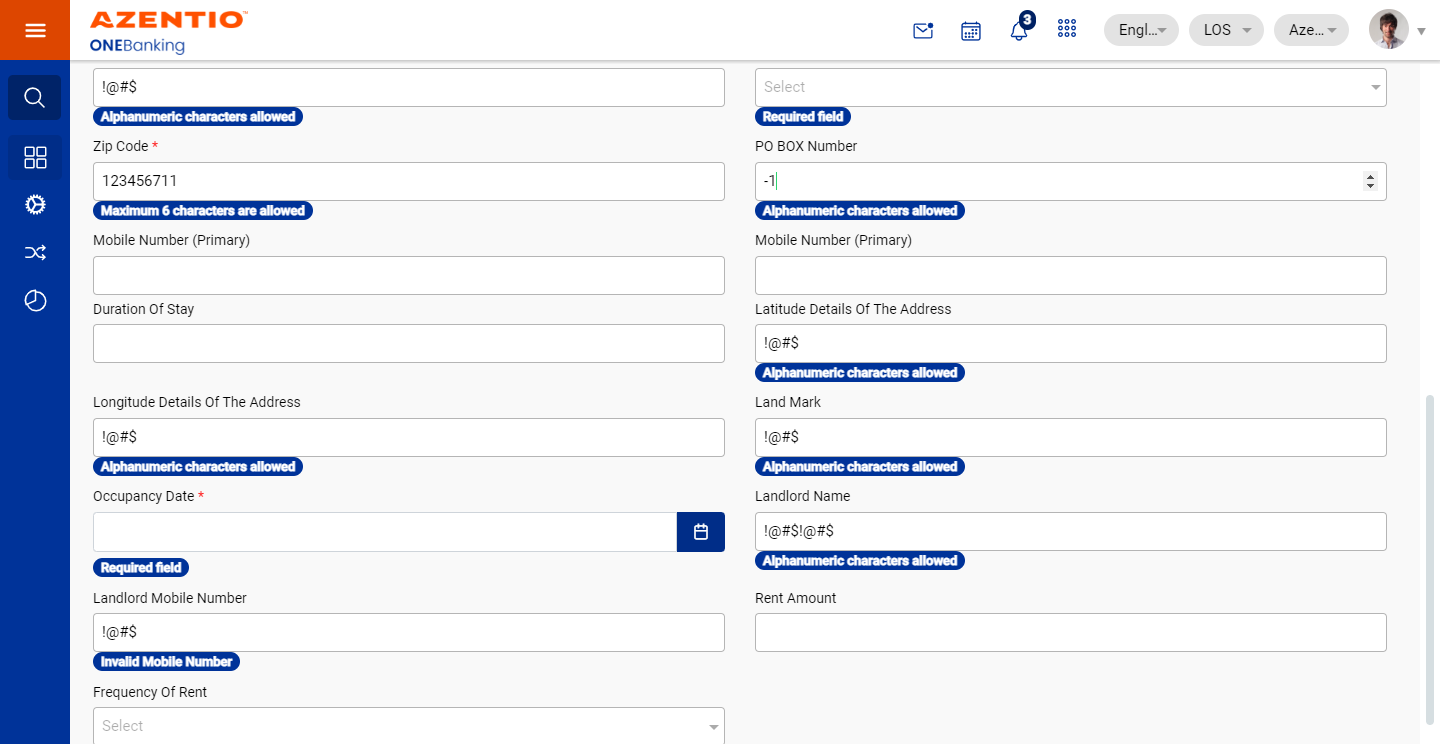 AZENTIO™
ONEBanking
3
Engl...
LOS
Aze...
!@#$
Select
Alphanumeric characters allowed
Required field
Zip Code *
PO BOX Number
123456711
-1
Maximum 6 characters are allowed
Alphanumeric characters allowed
Mobile Number (Primary)
Mobile Number (Primary)
Duration Of Stay
Latitude Details Of The Address
!@#$
Alphanumeric characters allowed
Longitude Details Of The Address
Land Mark
!@#$
!@#$
Alphanumeric characters allowed
Alphanumeric characters allowed
Occupancy Date *
Landlord Name
!@#$!@#$
Required field
Alphanumeric characters allowed
Landlord Mobile Number
Rent Amount
!@#$
Invalid Mobile Number
Frequency Of Rent
Select